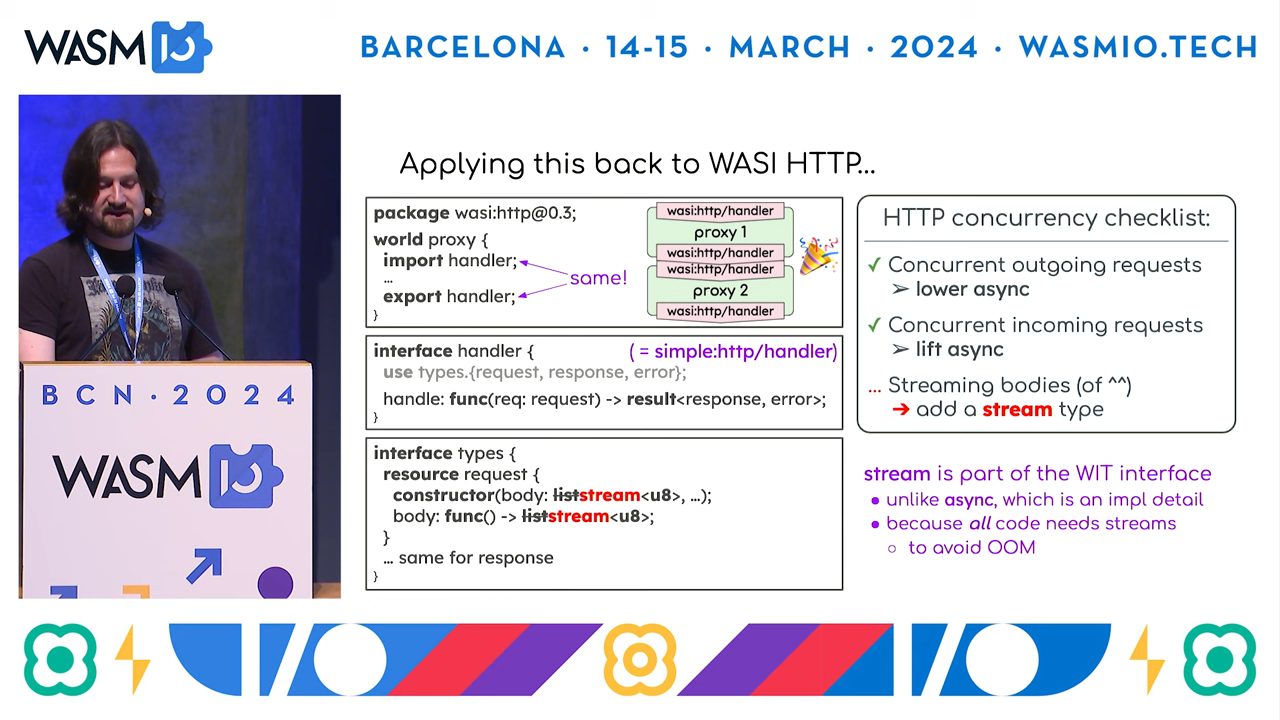 WASM IO
BARCELONA · 14-15 · MARCH · 2024 · WASMIO.TECH
BCN·2024
WASM IO
Applying this back to WASI HTTP...
package wasi:http@0.3;
world proxy {
import handler;
…
export handler;
}
same!
wasi:http/handler
proxy 1
wasi:http/handler
wasi:http/handler
proxy 2
wasi:http/handler
interface handler {
( = simple:http/handler)
use types.{request, response, error};
handle: func(req: request) -> result<response, error>;
}
interface types {
resource request {
constructor(body: liststream<u8>, …);
body: func() -> liststream<u8>;
}
… same for response
}
HTTP concurrency checklist:
✓ Concurrent outgoing requests
➢ lower async
✓ Concurrent incoming requests
➢ lift async
… Streaming bodies (of ^^)
➔ add a stream type
stream is part of the WIT interface
● unlike async, which is an impl detail
● because all code needs streams
○ to avoid OOM